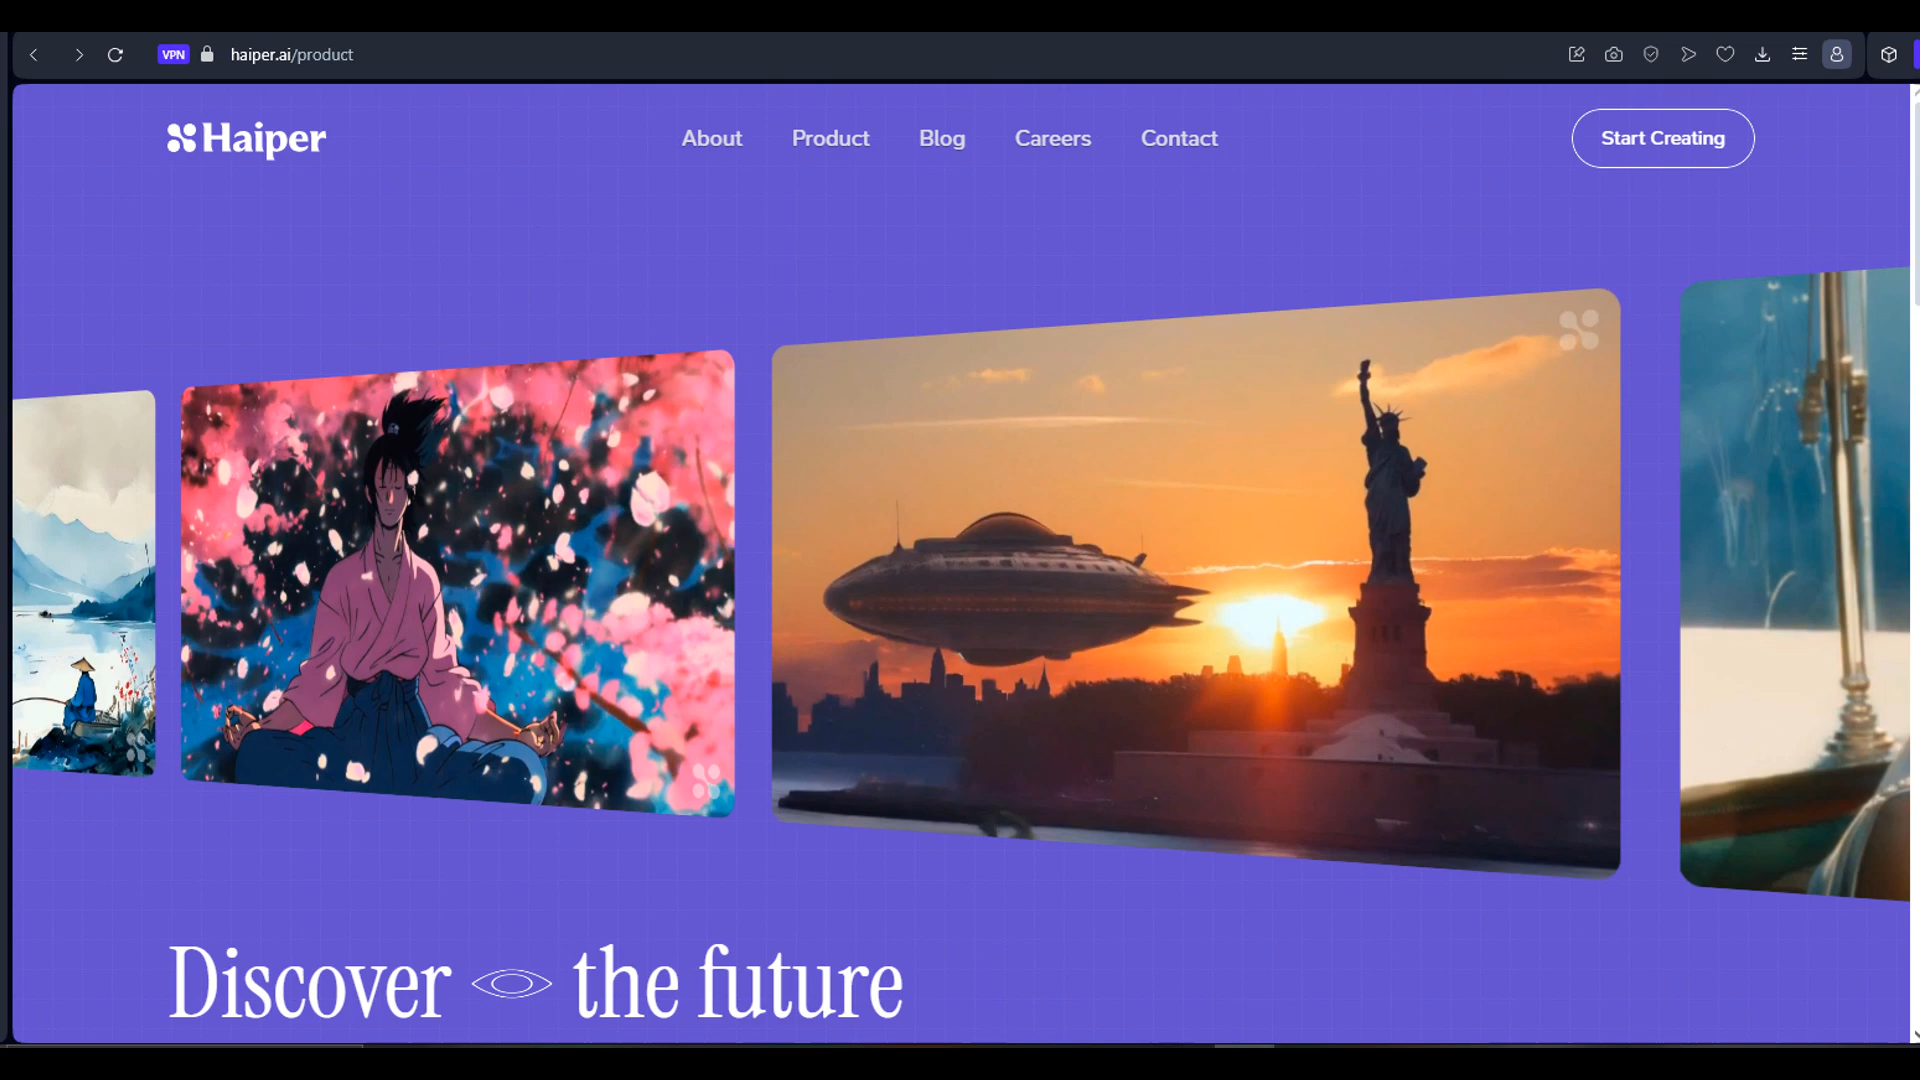 VPN haiper.ai/product
Haiper About Product Blog Careers Contact Start Creating
Discover the future